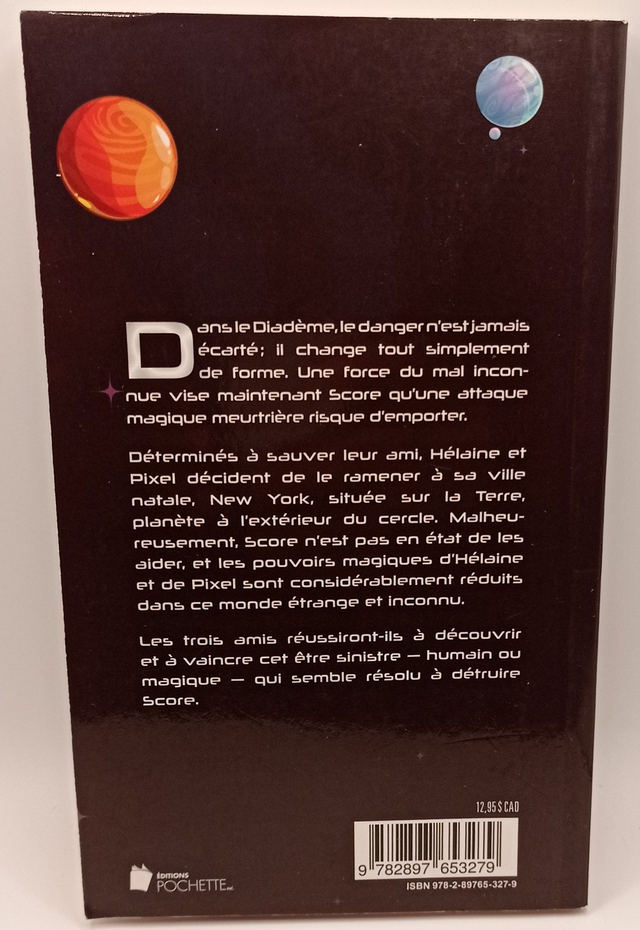 Dans le Diadème, le danger n'est jamais
écarté; il change tout simplement
de forme. Une force du mal incon-
nue vise maintenant Score qu'une attaque
magique meurtrière risque d'emporter.
Déterminés à sauver leur ami, Hélaine et
Pixel décident de le ramener à sa ville
natale, New York, située sur la Terre,
planète à l'extérieur du cercle. Malheu-
reusement, Score n'est pas en état de les
aider, et les pouvoirs magiques d'Hélaine
et de Pixel sont considérablement réduits
dans ce monde étrange et inconnu.
Les trois amis réussiront-ils à découvrir
et à vaincre cet être sinistre — humain ou
magique — qui semble résolu à détruire
Score.
12,95 $ CAD
9 782897 653279
ISBN 978-2-89765-327-9
ÉDITIONS
POCHETTE